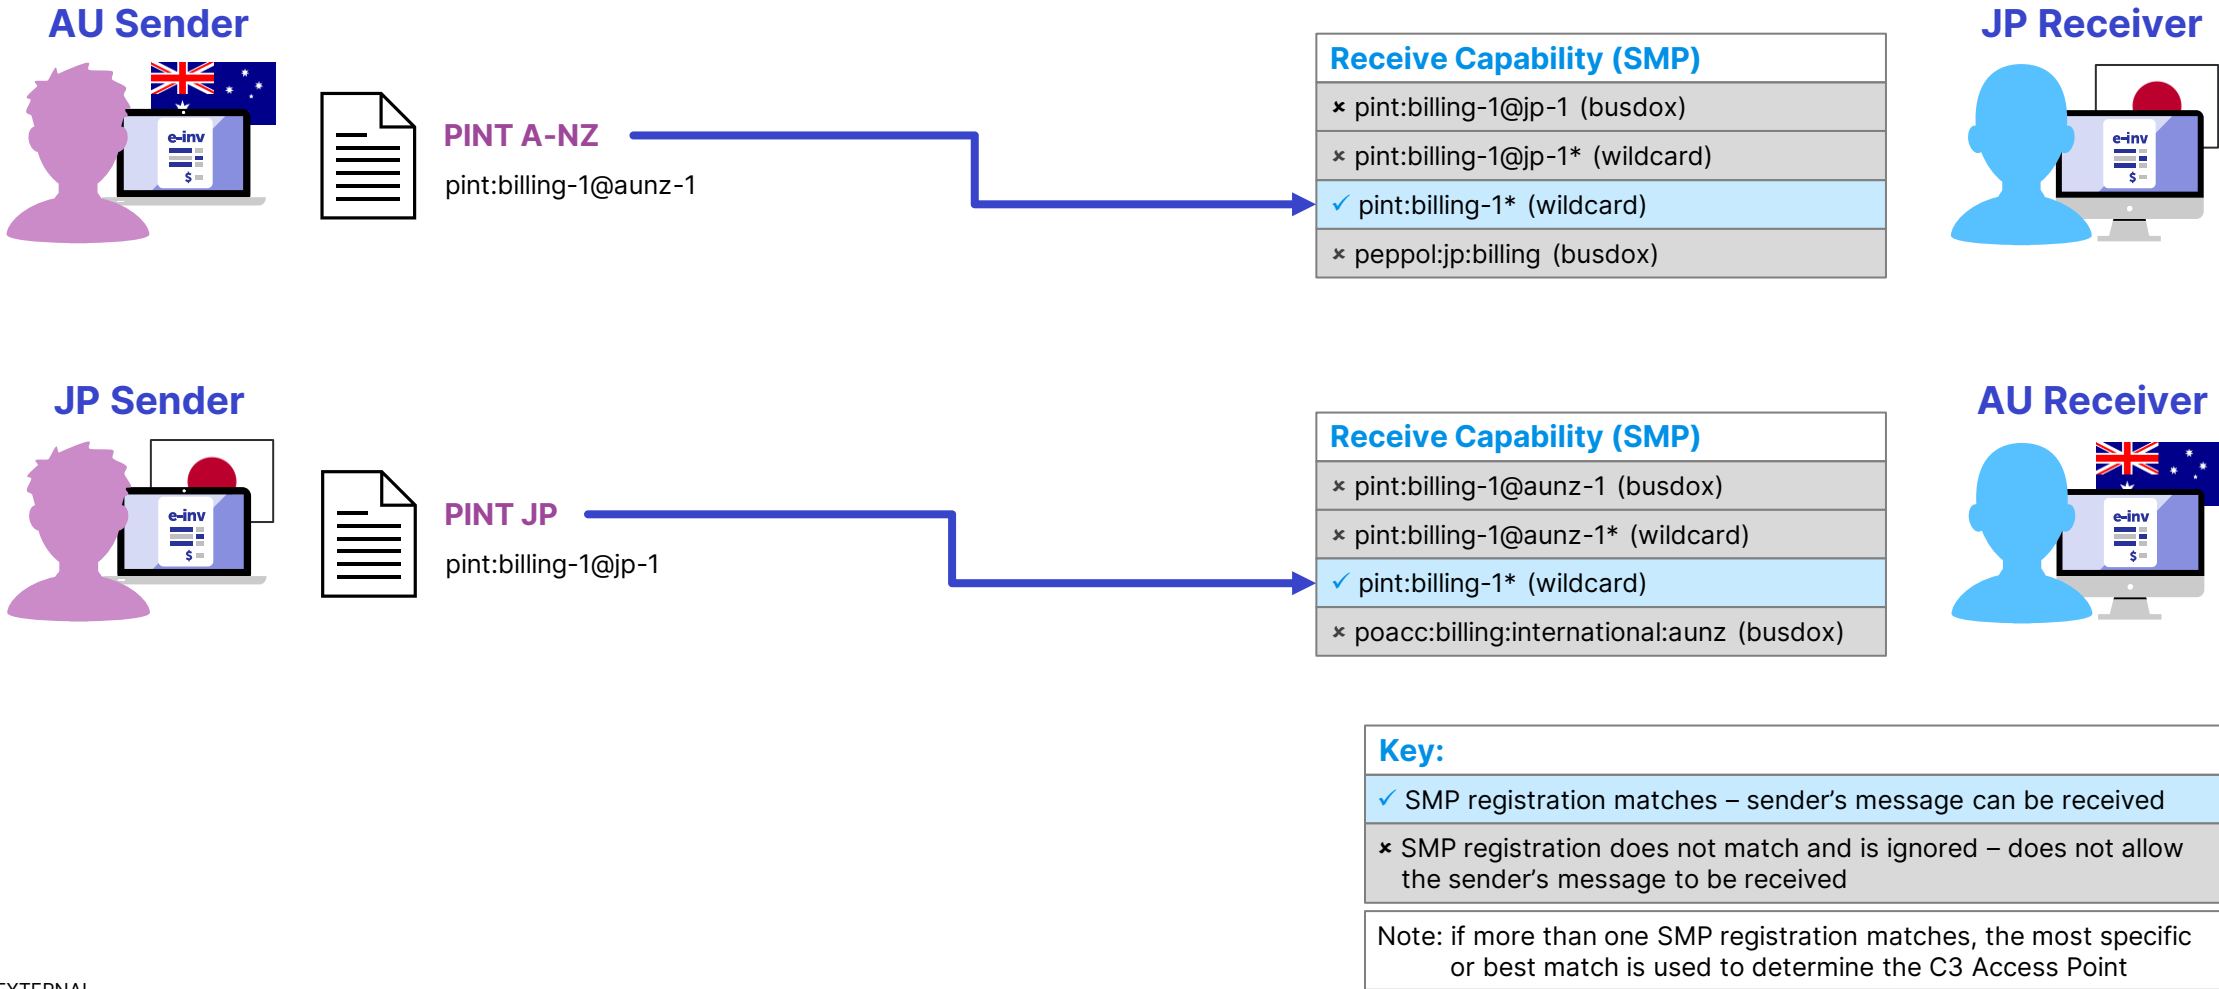 AU Sender
JP Receiver
e-inv
$
PINT A-NZ
pint:billing-1@aunz-1
Receive Capability (SMP)
× pint:billing-1@jp-1 (busdox)
× pint:billing-1@jp-1* (wildcard)
✓ pint:billing-1* (wildcard)
× peppol:jp:billing (busdox)
e-inv
$
JP Sender
AU Receiver
e-inv
$
PINT JP
pint:billing-1@jp-1
Receive Capability (SMP)
× pint:billing-1@aunz-1 (busdox)
× pint:billing-1@aunz-1* (wildcard)
✓ pint:billing-1* (wildcard)
× poacc:billing:international:aunz (busdox)
e-inv
$
Key:
✓ SMP registration matches – sender’s message can be received
× SMP registration does not match and is ignored – does not allow
the sender’s message to be received
Note: if more than one SMP registration matches, the most specific
or best match is used to determine the C3 Access Point